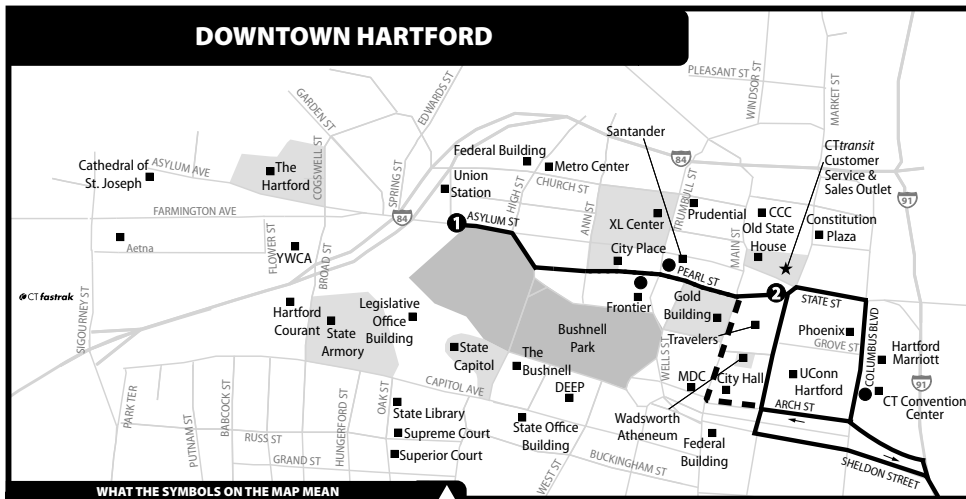 DOWNTOWN HARTFORD
PLEASANT ST
WINDSOR ST
MARKET ST
EDWARDS ST
GARDEN ST
Santander
84
CTtransit
Customer
Service &
Sales Outlet
Federal Building
Metro Center
Cathedral of
St. Joseph
ASYLUM AVE
The
Hartford
COGSWELL ST
SPRING ST
Union
Station
HIGH ST
CHURCH ST
ANN ST
TRUMBULL ST
91
FARMINGTON AVE
84
1
ASYLUM ST
XL Center
Prudential
CCC
Old State
House
Constitution
Plaza
MAIN ST
Aetna
FLOWER ST
YWCA
BROAD ST
City Place
PEARL ST
CT fastrak
SIGOURNEY ST
Hartford
Courant
State
Armory
Legislative
Office
Building
Frontier
Gold
Building
2
STATE ST
Bushnell
Park
Travelers
Phoenix
GROVE ST
COLUMBUS BLVD
Hartford
Marriott
State
Capitol
The
Bushnell
WELLS ST
MDC
City Hall
UConn
Hartford
91
CAPITOL AVE
DEEP
CT Convention
Center
PARK TER
PUTNAM ST
BABCOCK ST
HUNGERFORD ST
OAK ST
State Library
Wadsworth
Atheneum
ARCH ST
RUSS ST
Supreme Court
State Office
Building
Federal
Building
GRAND ST
Superior Court
WEST ST
BUCKINGHAM ST
SHELDON STREET
WHAT THE SYMBOLS ON THE MAP MEAN